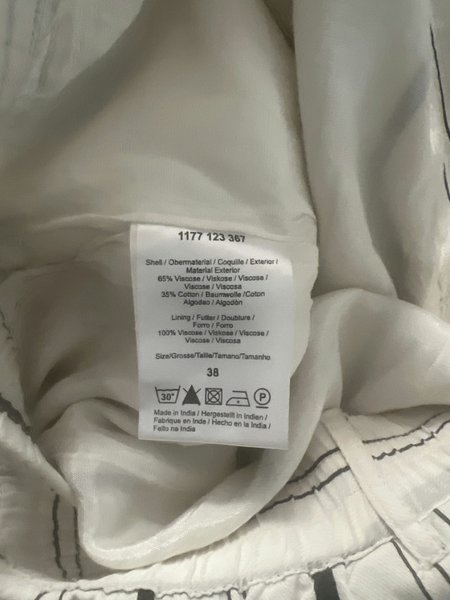 1177 123 367
Shell / Obermaterial / Coquille / Exterior /
Material Exterior
65% Viscose / Viskose / Viscosa /
Viscose / Viscosa
35% Cotton / Baumwolle /Coton
Algodao / Algodón
Lining / Futter / Doublure /
Forro / Forro
100% Viscose / Viskose / Viscose /
Viscose / Viscosa
Size/Grosse/Taille/Tamano/Tamanho
38
30°
P
Made in India / Hergestellt in Indien /
Fabrique en Inde / Hecho en la India /
Feito na India